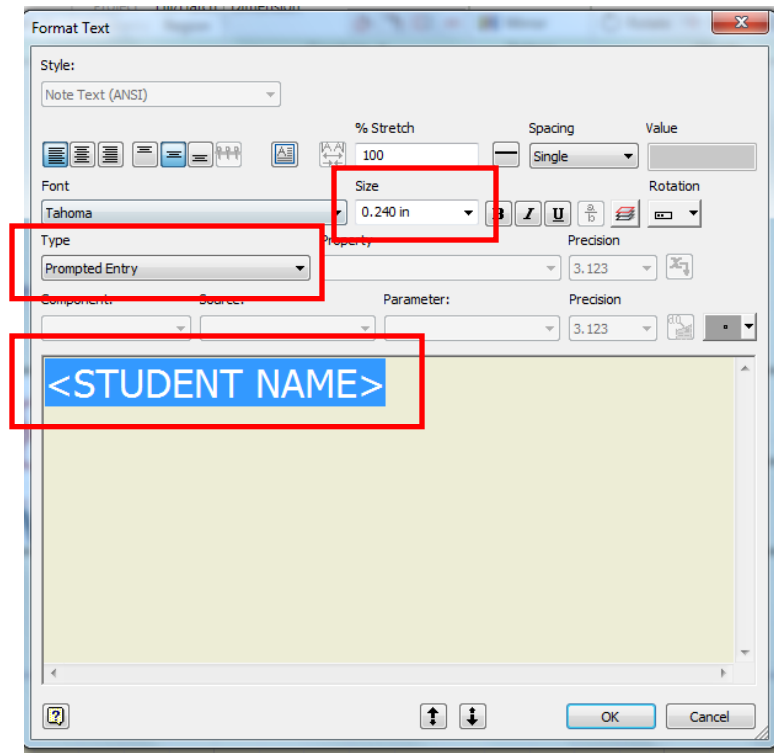 Format Text
Style:
Note Text (ANSI)
% Stretch Spacing Value
100 Single
Font Size Rotation
Tahoma 0.240 in B I U a/b
Type Property Precision
Prompted Entry 3.123
Component: Source: Parameter: Precision
3.123
<STUDENT NAME>
OK Cancel